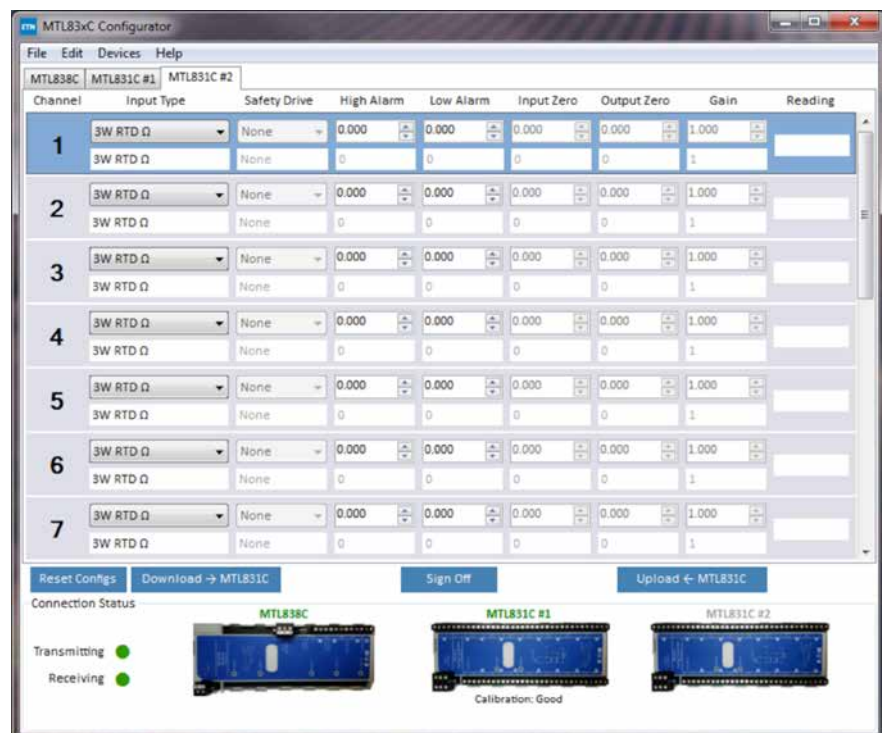 ETN MTL83xC Configurator
File Edit Devices Help
MTL838C MTL831C #1 MTL831C #2
Channel Input Type Safety Drive High Alarm Low Alarm Input Zero Output Zero Gain Reading
1 3W RTD Ω None 0.000 0.000 0.000 0.000 1.000
3W RTD Ω None 0 0 0 0 1
2 3W RTD Ω None 0.000 0.000 0.000 0.000 1.000
3W RTD Ω None 0 0 0 0 1
3 3W RTD Ω None 0.000 0.000 0.000 0.000 1.000
3W RTD Ω None 0 0 0 0 1
4 3W RTD Ω None 0.000 0.000 0.000 0.000 1.000
3W RTD Ω None 0 0 0 0 1
5 3W RTD Ω None 0.000 0.000 0.000 0.000 1.000
3W RTD Ω None 0 0 0 0 1
6 3W RTD Ω None 0.000 0.000 0.000 0.000 1.000
3W RTD Ω None 0 0 0 0 1
7 3W RTD Ω None 0.000 0.000 0.000 0.000 1.000
3W RTD Ω None 0 0 0 0 1
Reset Configs Download → MTL831C Sign Off Upload ← MTL831C
Connection Status
MTL838C MTL831C #1 MTL831C #2
Transmitting
Receiving
Calibration: Good